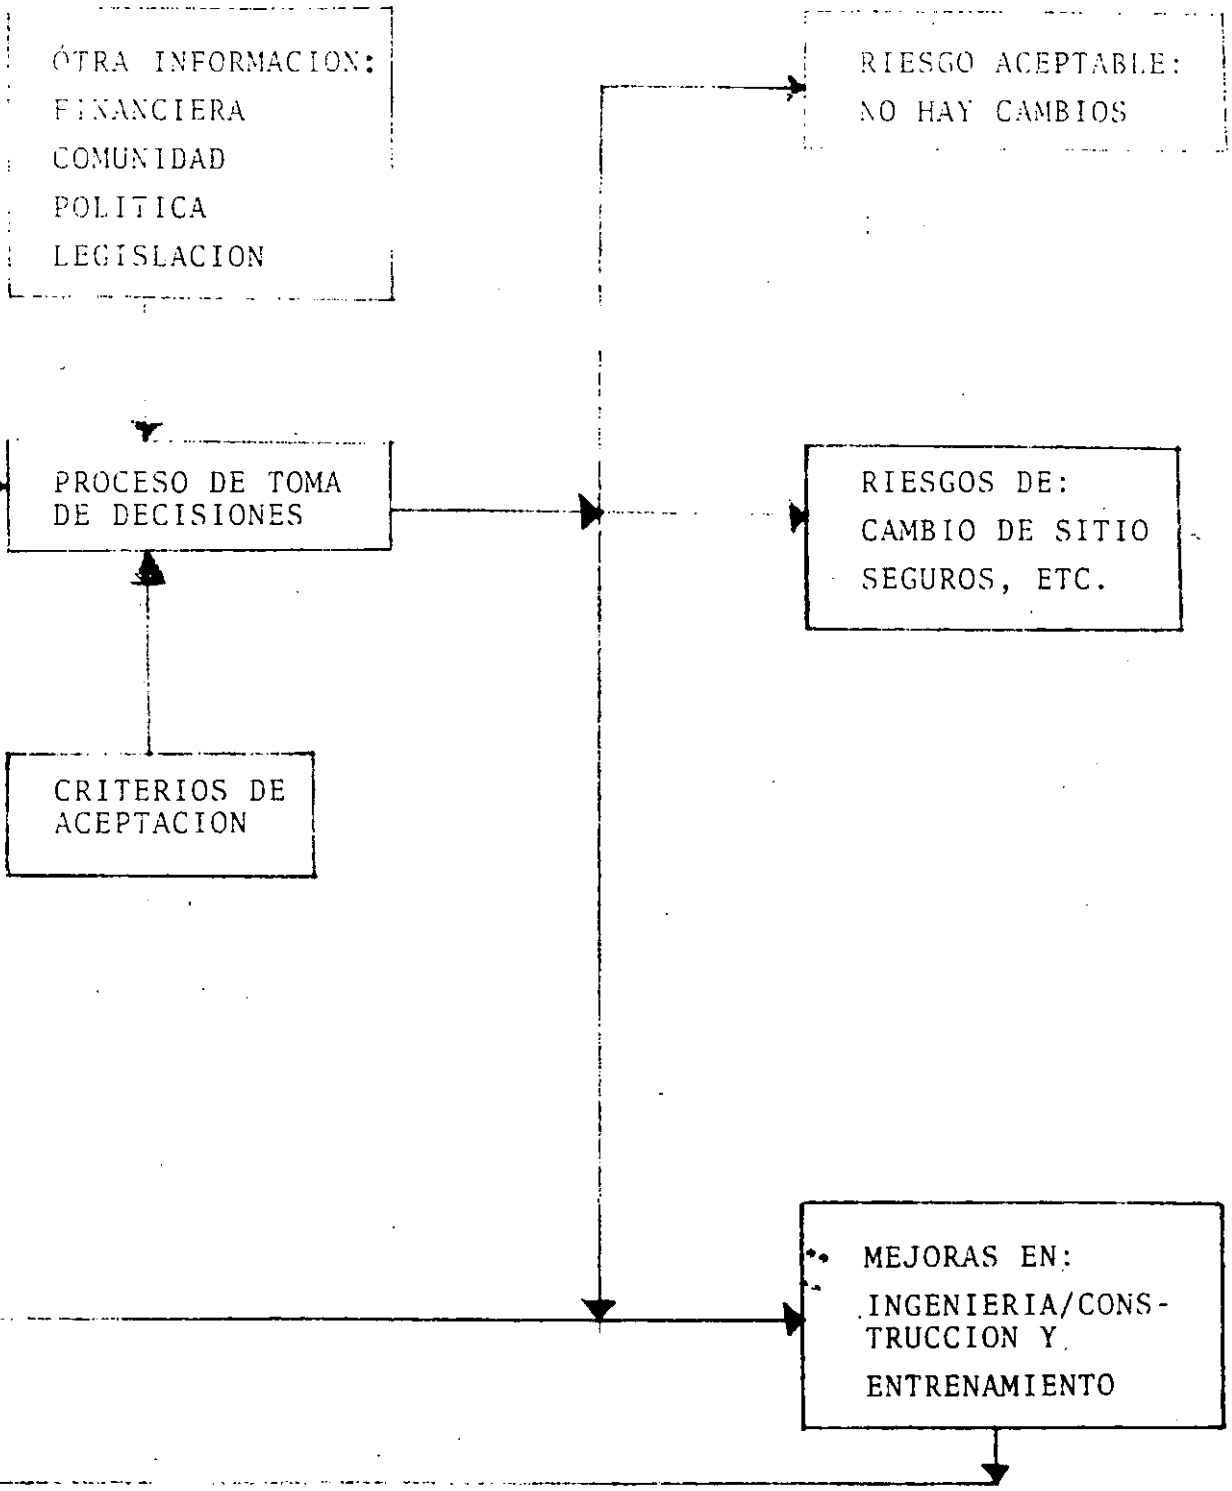 OTRA INFORMACION:
FINANCIERA
COMUNIDAD
POLITICA
LEGISLACION
RIESGO ACEPTABLE:
NO HAY CAMBIOS
PROCESO DE TOMA
DE DECISIONES
RIESGOS DE:
CAMBIO DE SITIO
SEGUROS, ETC.
CRITERIOS DE
ACEPTACION
MEJORAS EN:
INGENIERIA/CONS-
TRUCCION Y
ENTRENAMIENTO